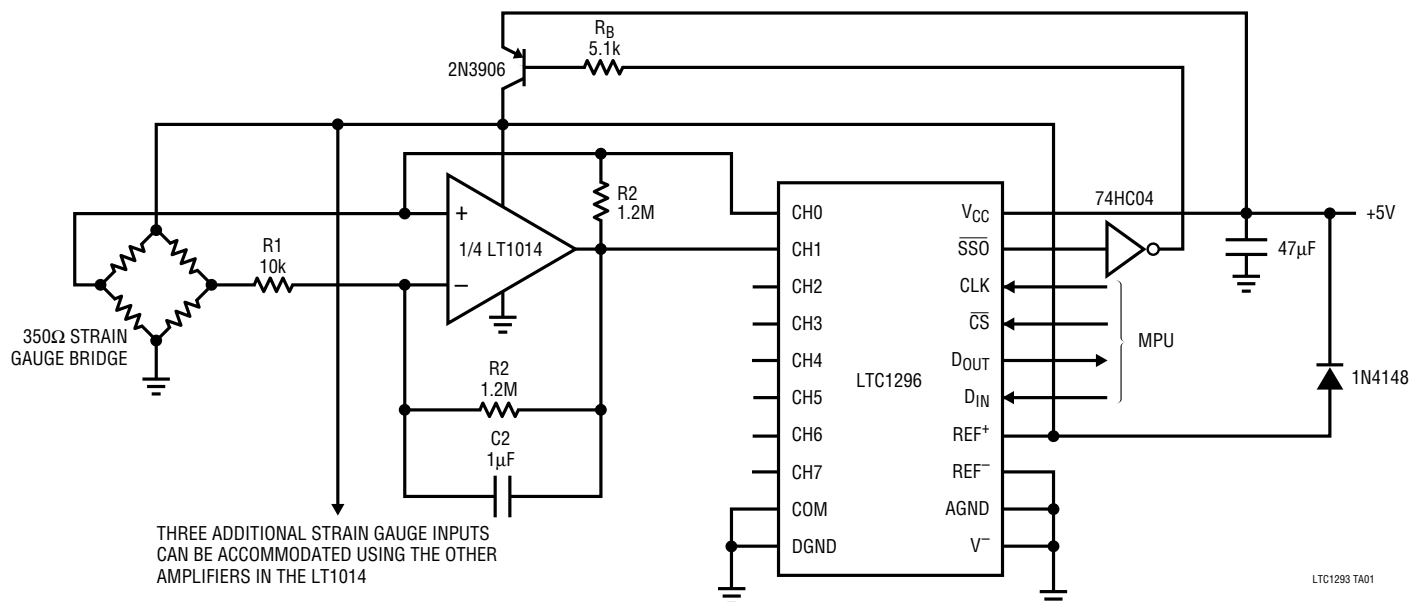 R_B
5.1k
2N3906
R2
1.2M
74HC04
+
1/4 LT1014
−
R1
10k
350Ω STRAIN
GAUGE BRIDGE
R2
1.2M
C2
1µF
THREE ADDITIONAL STRAIN GAUGE INPUTS
CAN BE ACCOMMODATED USING THE OTHER
AMPLIFIERS IN THE LT1014
CH0
CH1
CH2
CH3
CH4
CH5
CH6
CH7
COM
DGND
LTC1296
V_CC
S̅S̅O̅
CLK
C̅S̅
D_OUT
D_IN
REF⁺
REF⁻
AGND
V⁻
MPU
+5V
47µF
1N4148
LTC1293 TA01